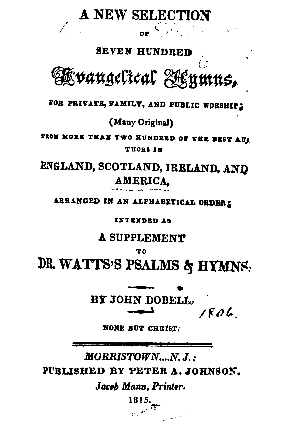 A NEW SELECTION
OF
SEVEN HUNDRED
Evangelical Hymns,
FOR PRIVATE, FAMILY, AND PUBLIC WORSHIP;
(Many Original)
FROM MORE THAN TWO HUNDRED OF THE BEST AU-
THORS IN
ENGLAND, SCOTLAND, IRELAND, AND
AMERICA,
ARRANGED IN AN ALPHABETICAL ORDER;
INTENDED AS
A SUPPLEMENT
TO
DR. WATTS'S PSALMS & HYMNS.
BY JOHN DOBELL.
1806.
NONE BUT CHRIST.
MORRISTOWN....N. J.:
PUBLISHED BY PETER A. JOHNSON.
Jacob Mann, Printer.
1815.